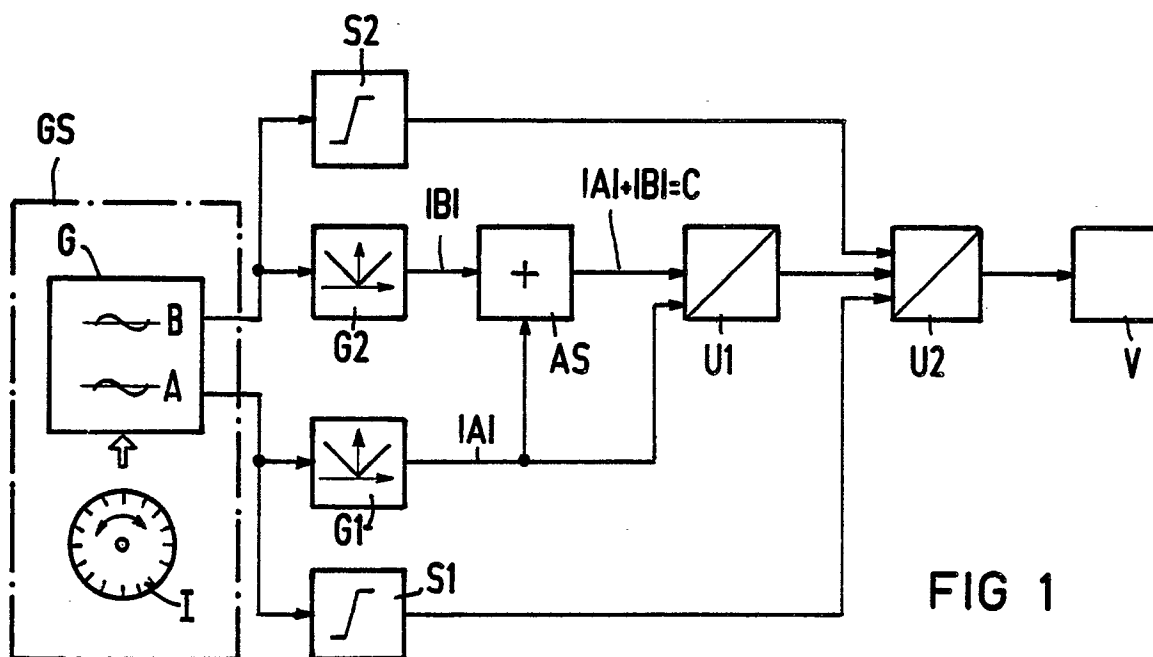 S2
GS
|B|
|A|+|B|=C
G
B
+
G2
AS
U1
U2
V
A
|A|
G1
I
S1
FIG 1